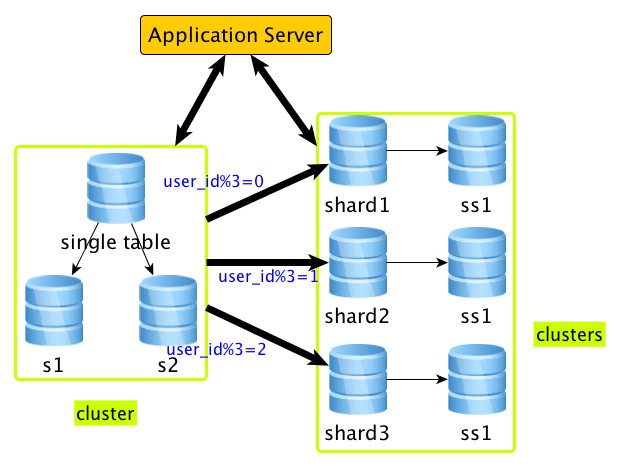 Application Server
user_id%3=0
single table
shard1
ss1
user_id%3=1
shard2
ss1
clusters
user_id%3=2
s1
s2
shard3
ss1
cluster